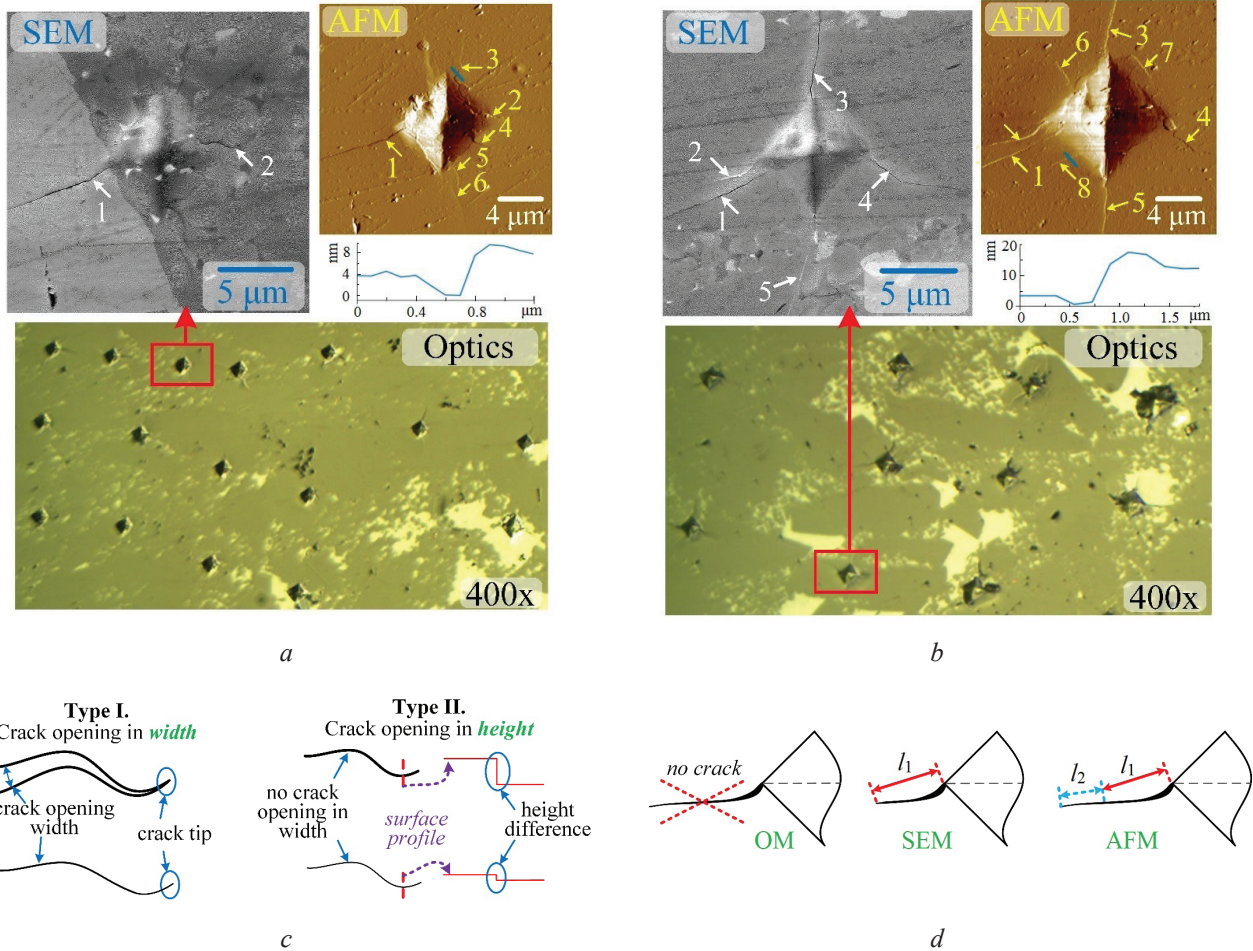 SEM
1
2
5 μm
AFM
3
2
4
1
5
6
4 μm
nm
8
4
0
0
0.4
0.8
μm
Optics
400x
a
SEM
3
2
1
4
5
5 μm
AFM
6
3
7
4
1
8
5
4 μm
nm
20
10
0
0
0.5
1.0
1.5
μm
Optics
400x
b
Type I.
Crack opening in width
crack opening
width
crack tip
Type II.
Crack opening in height
no crack
opening in
width
surface
profile
height
difference
c
no crack
OM
l1
SEM
l2
l1
AFM
d